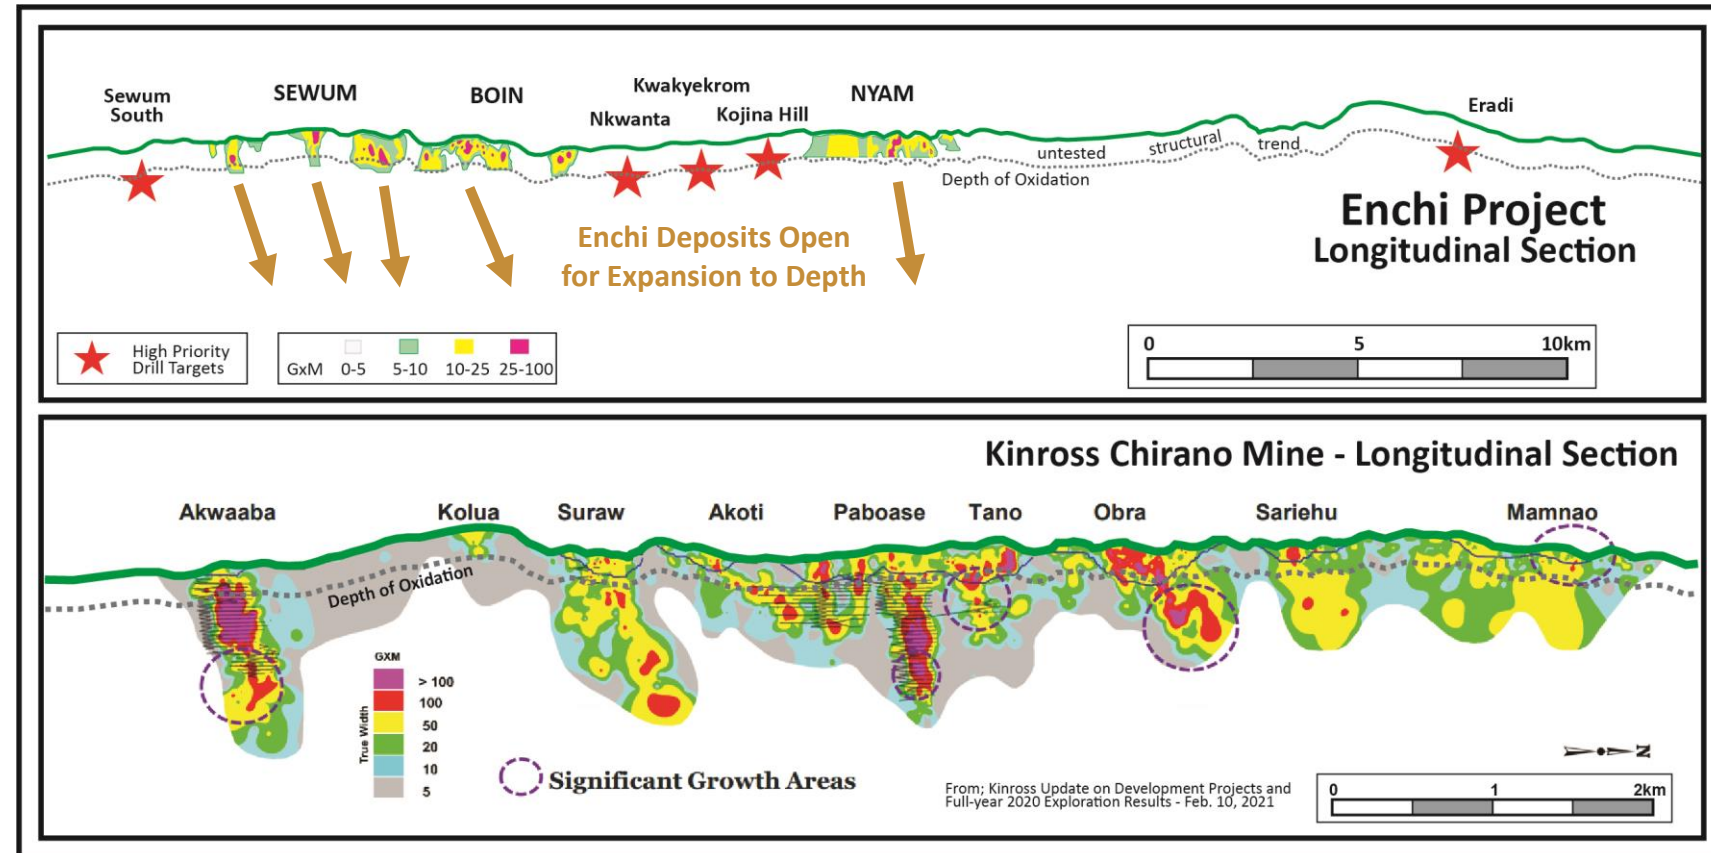 Sewum
South
SEWUM
BOIN
Nkwanta
Kwakyekrom
Kojina Hill
NYAM
Eradi
untested structural trend
Depth of Oxidation
Enchi Project
Longitudinal Section
Enchi Deposits Open
for Expansion to Depth
High Priority
Drill Targets
GxM 0-5 5-10 10-25 25-100
0 5 10km
Kinross Chirano Mine - Longitudinal Section
Akwaaba Kolua Suraw Akoti Paboase Tano Obra Sariehu Mamnao
Depth of Oxidation
GXM
True Width
> 100
100
50
20
10
5
Significant Growth Areas
From; Kinross Update on Development Projects and
Full-year 2020 Exploration Results - Feb. 10, 2021
N
0 1 2km